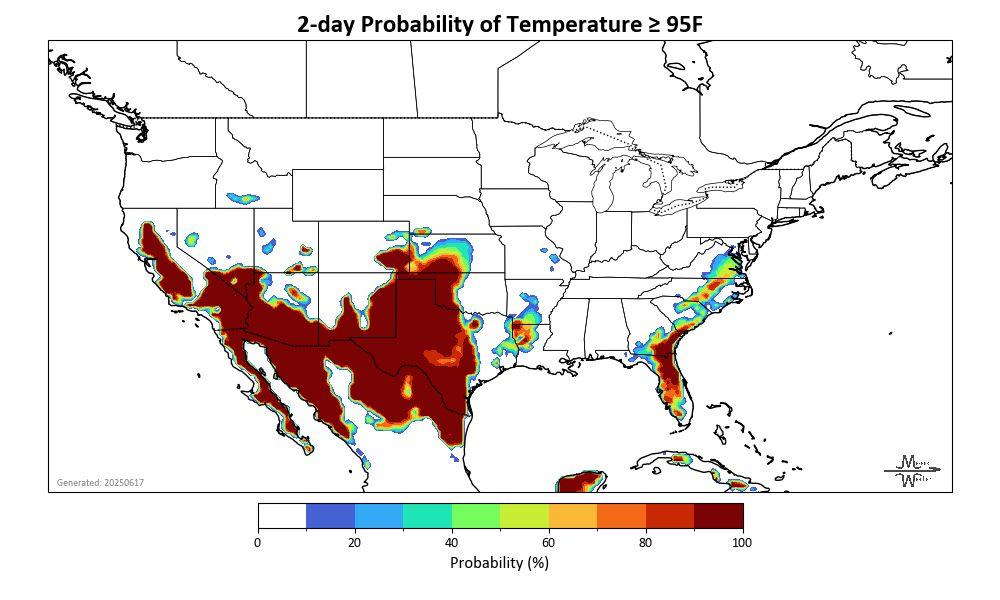 2-day Probability of Temperature ≥ 95F
Generated: 20250617
0 20 40 60 80 100
Probability (%)